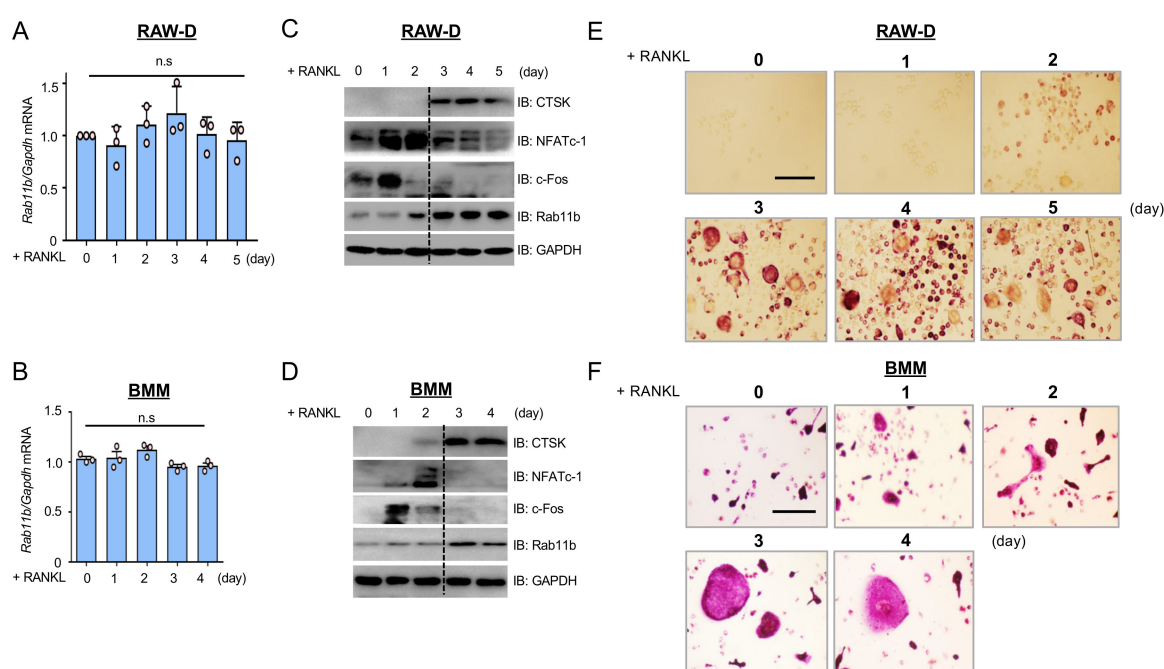 A
RAW-D
n.s
Rab11b/Gapdh mRNA
1.5
1.0
0.5
0
+ RANKL 0 1 2 3 4 5 (day)
B
BMM
n.s
Rab11b/Gapdh mRNA
1.5
1.0
0.5
0
+ RANKL 0 1 2 3 4 (day)
C
RAW-D
+ RANKL 0 1 2 3 4 5 (day)
IB: CTSK
IB: NFATc-1
IB: c-Fos
IB: Rab11b
IB: GAPDH
D
BMM
+ RANKL 0 1 2 3 4 (day)
IB: CTSK
IB: NFATc-1
IB: c-Fos
IB: Rab11b
IB: GAPDH
E
RAW-D
+ RANKL 0 1 2
3 4 5 (day)
F
BMM
+ RANKL 0 1 2
3 4 (day)